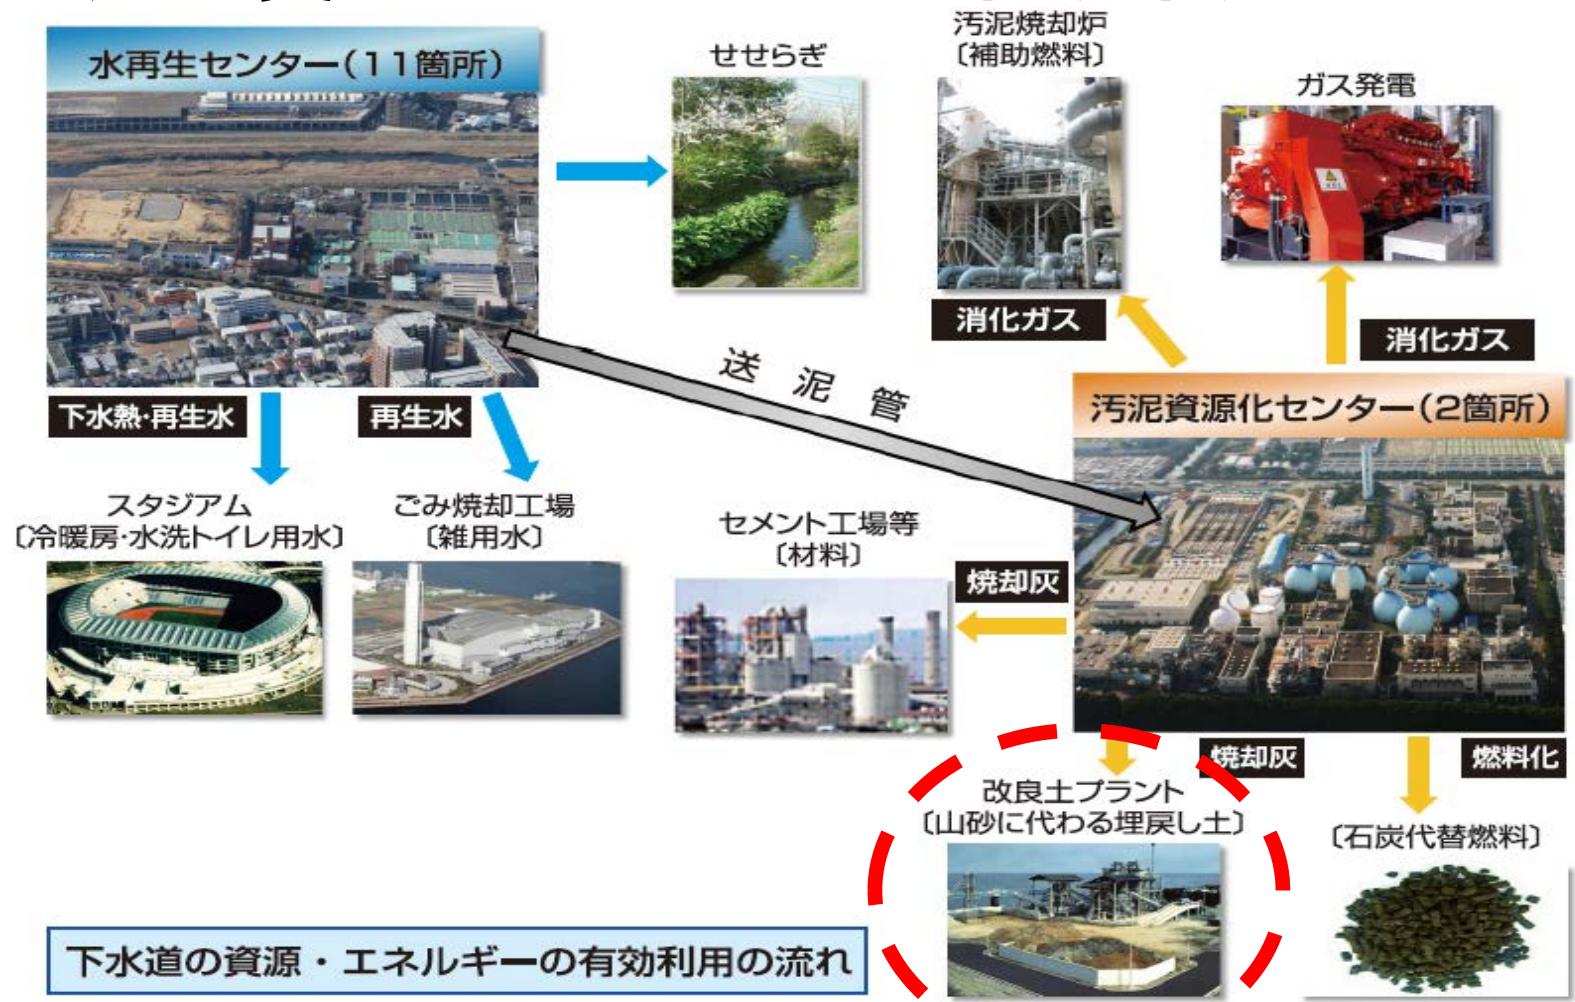 水再生センター(11箇所)
せせらぎ
汚泥焼却炉
〔補助燃料〕
ガス発電
消化ガス
消化ガス
送泥管
下水熱・再生水
再生水
汚泥資源化センター(2箇所)
スタジアム
〔冷暖房・水洗トイレ用水〕
ごみ焼却工場
〔雑用水〕
セメント工場等
〔材料〕
焼却灰
焼却灰
燃料化
改良土プラント
〔山砂に代わる埋戻し土〕
〔石炭代替燃料〕
下水道の資源・エネルギーの有効利用の流れ